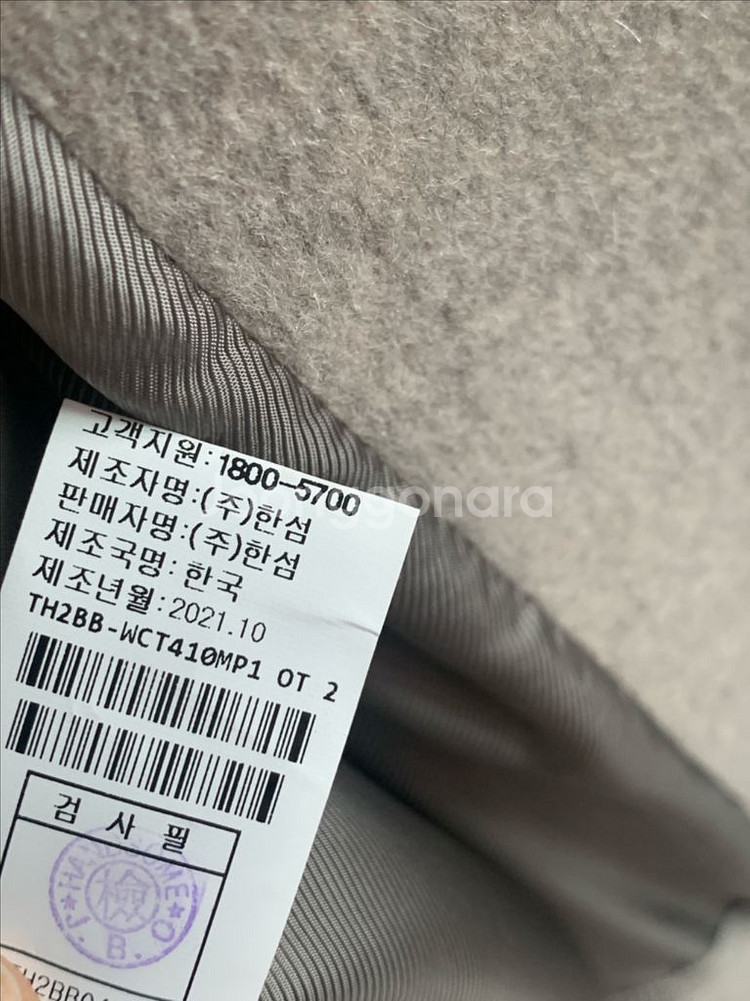 고객지원:1800-5700
제조자명:(주)한섬
판매자명:(주)한섬
제조국명:한국
제조년월:2021.10
TH2BB-WCT410MP1 OT 2
검 사 필
HANDSOME
檢
J.B.O